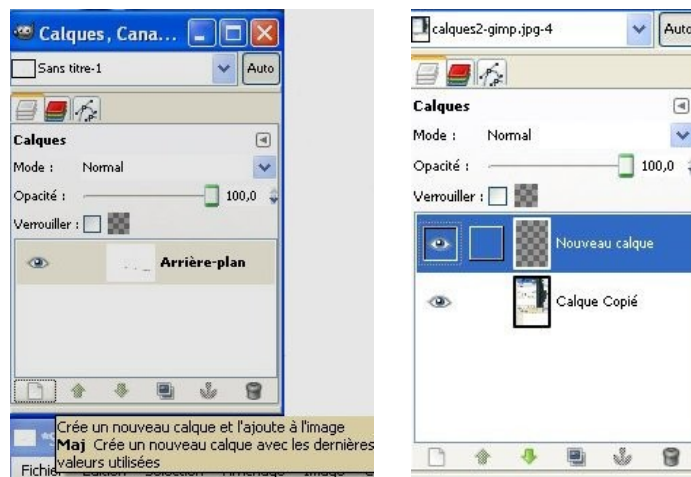 Calques, Cana...
Sans titre-1
Auto
Calques
Mode : Normal
Opacité : 100,0
Verrouiller :
Arrière-plan
Crée un nouveau calque et l'ajoute à l'image
Maj Crée un nouveau calque avec les dernières
valeurs utilisées
Fichie
calques2-gimp.jpg-4
Auto
Calques
Mode : Normal
Opacité : 100,0
Verrouiller :
Nouveau calque
Calque Copié